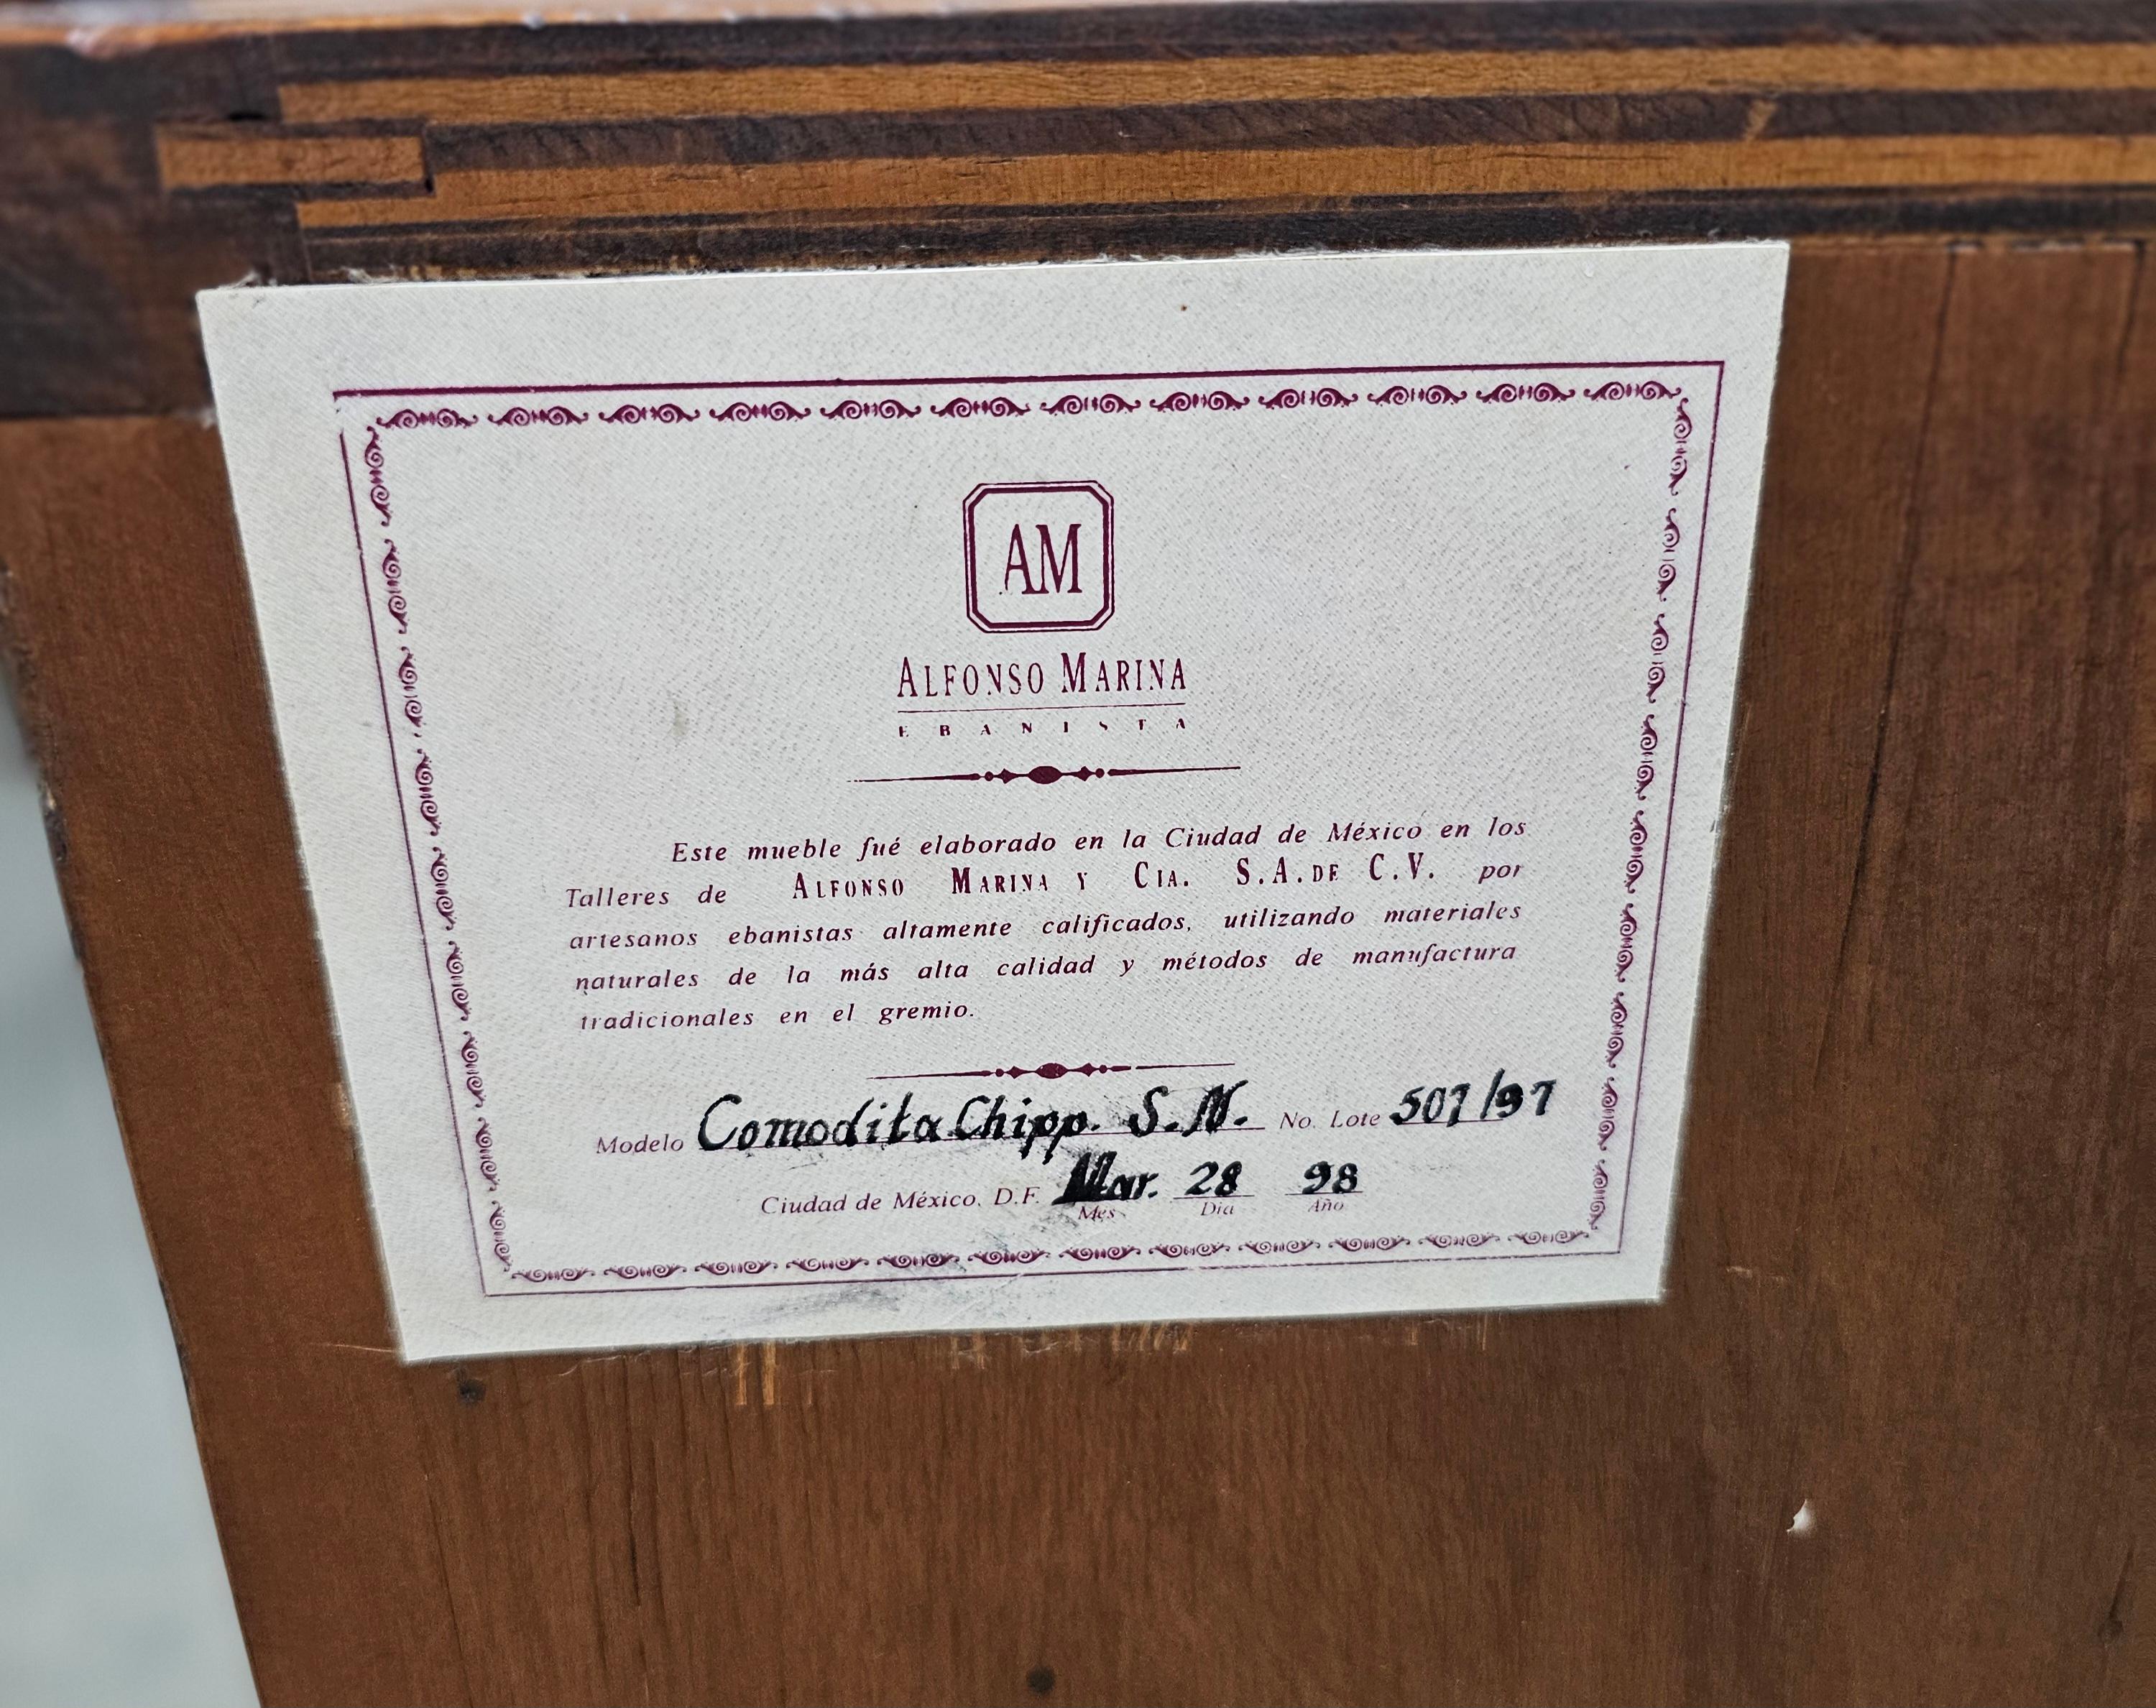 AM
ALFONSO MARINA
EBANISTA
Este mueble fué elaborado en la Ciudad de México en los
Talleres de ALFONSO MARINA Y CIA. S.A.DE C.V. por
artesanos ebanistas altamente calificados, utilizando materiales
naturales de la más alta calidad y métodos de manufactura
tradicionales en el gremio.
Modelo Comodita Chipp. S.N. No. Lote 507/97
Ciudad de México, D.F. Mar. 28 98
Mes Día Año